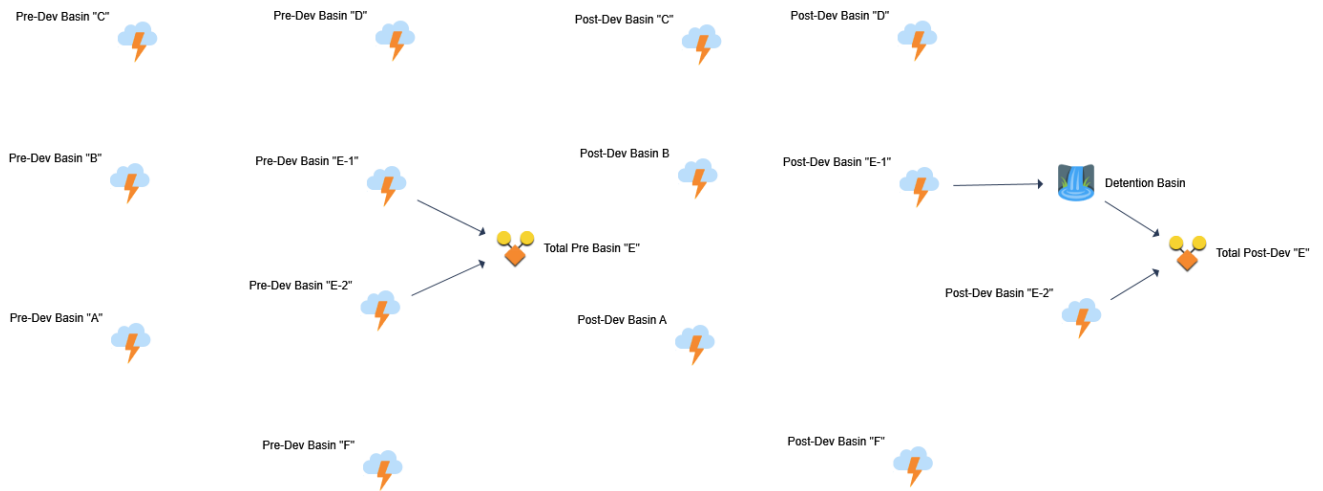 Pre-Dev Basin "C"
Pre-Dev Basin "D"
Post-Dev Basin "C"
Post-Dev Basin "D"
Pre-Dev Basin "B"
Pre-Dev Basin "E-1"
Post-Dev Basin B
Post-Dev Basin "E-1"
Detention Basin
Total Pre Basin "E"
Total Post-Dev "E"
Pre-Dev Basin "E-2"
Post-Dev Basin "E-2"
Pre-Dev Basin "A"
Post-Dev Basin A
Pre-Dev Basin "F"
Post-Dev Basin "F"